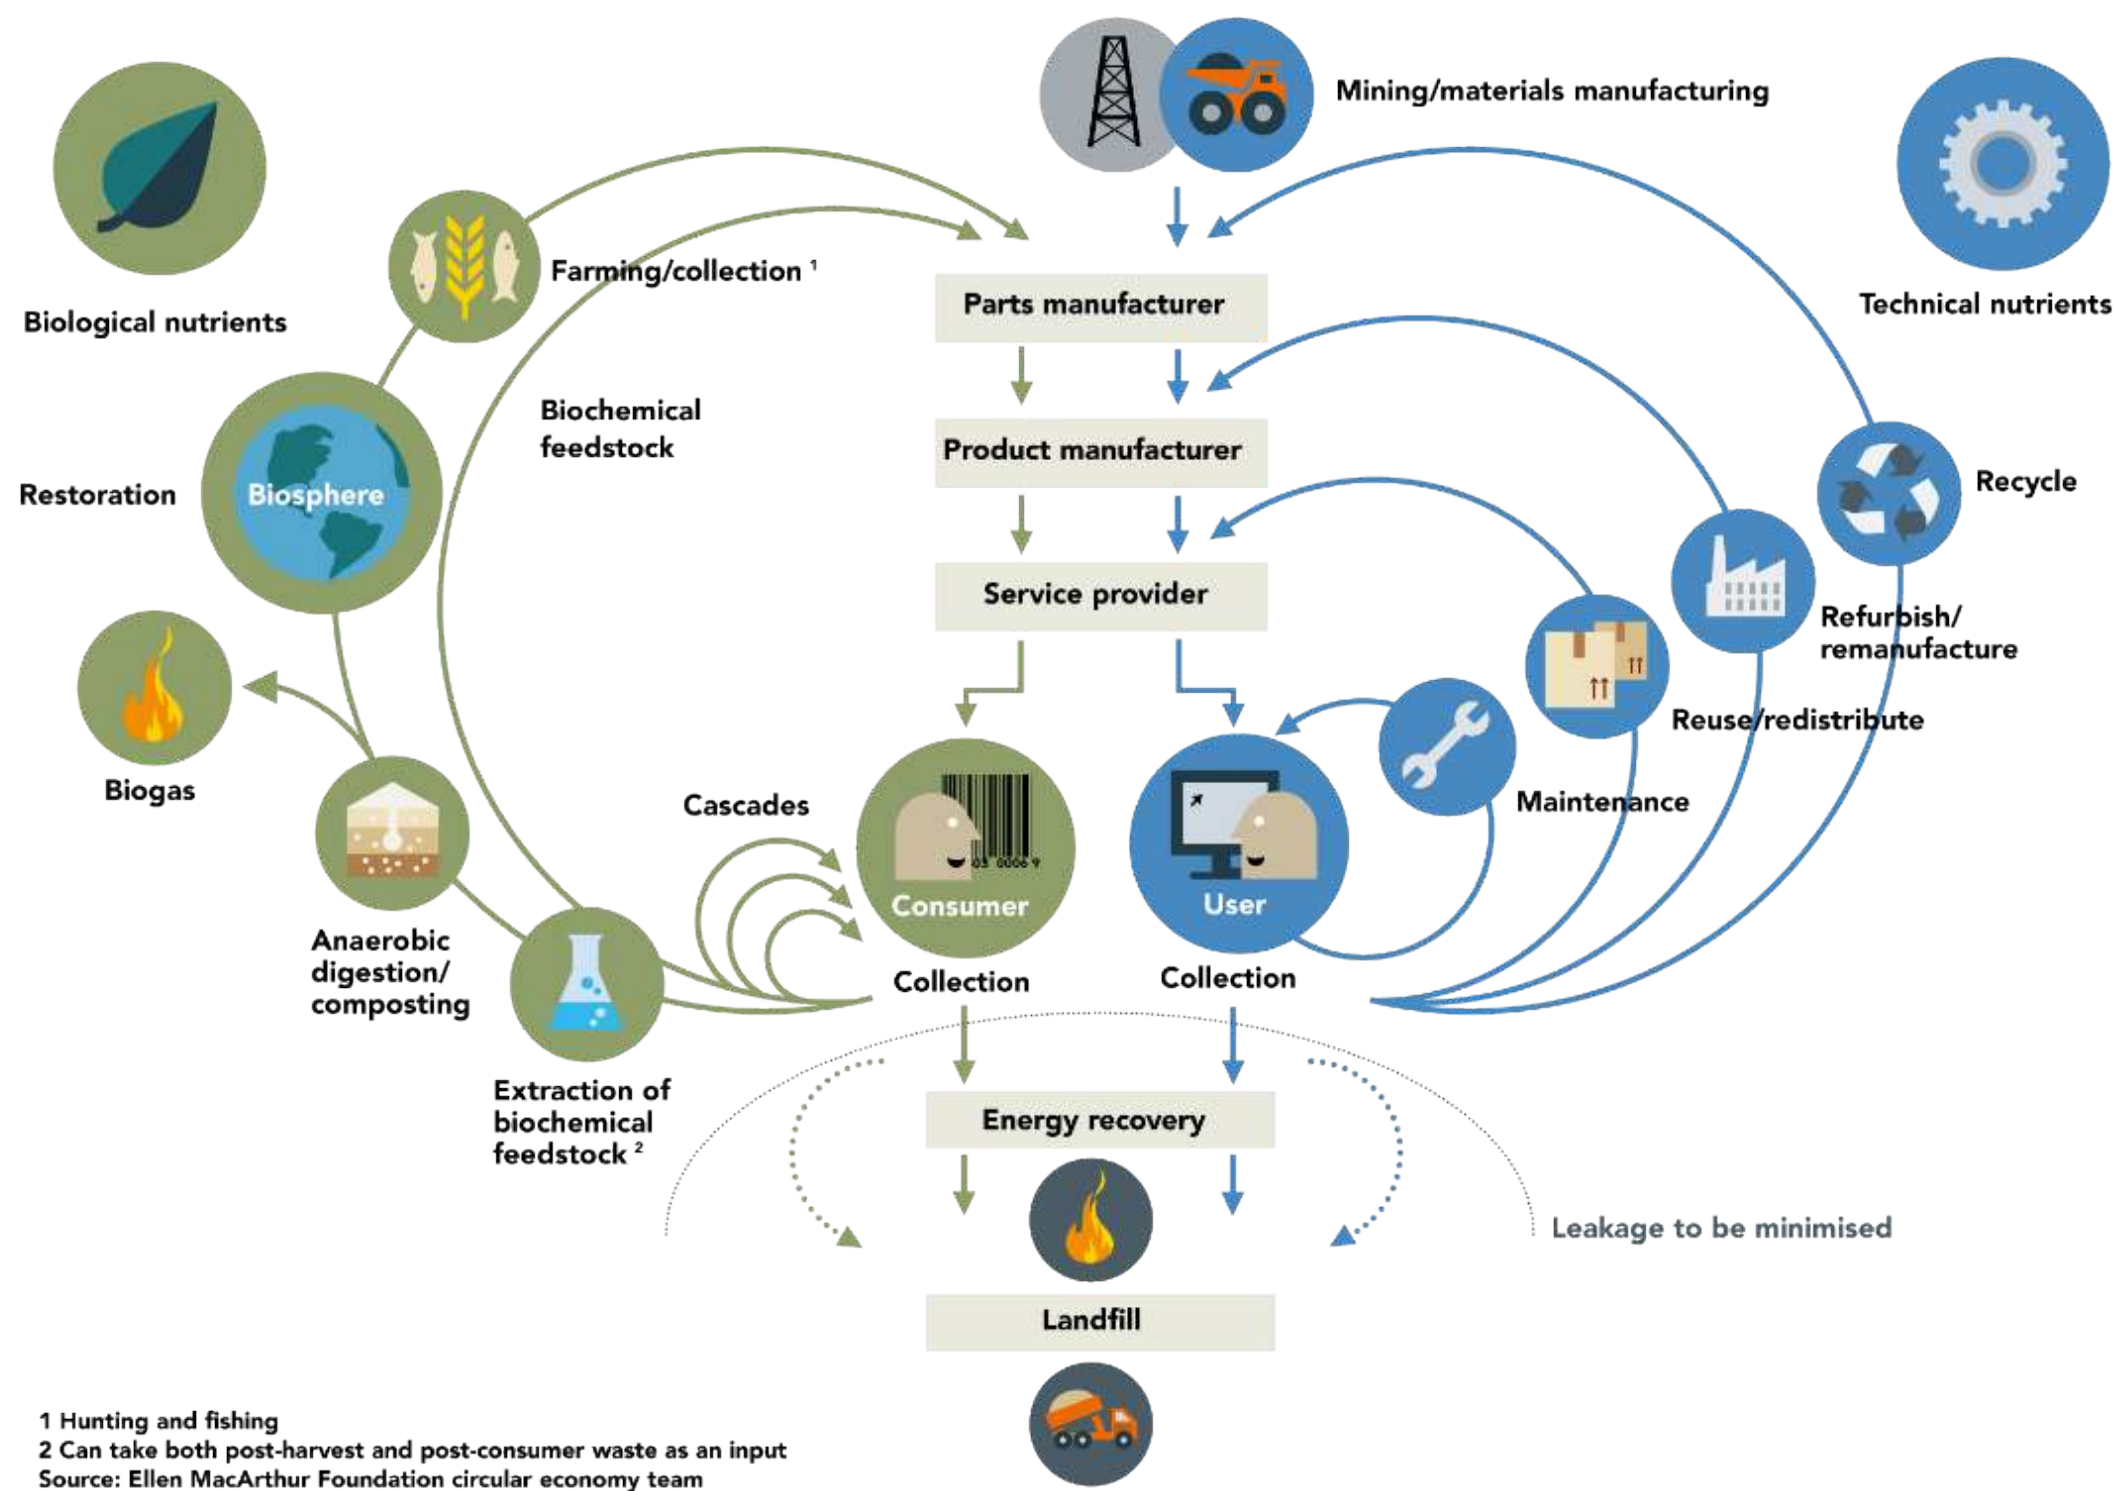 Mining/materials manufacturing
Biological nutrients
Technical nutrients
Farming/collection ¹
Parts manufacturer
Biochemical
feedstock
Product manufacturer
Restoration
Biosphere
Recycle
Service provider
Refurbish/
remanufacture
Reuse/redistribute
Biogas
Cascades
Maintenance
03 0006 9
Consumer
User
Anaerobic
digestion/
composting
Collection
Collection
Extraction of
biochemical
feedstock ²
Energy recovery
Leakage to be minimised
Landfill
1 Hunting and fishing
2 Can take both post-harvest and post-consumer waste as an input
Source: Ellen MacArthur Foundation circular economy team